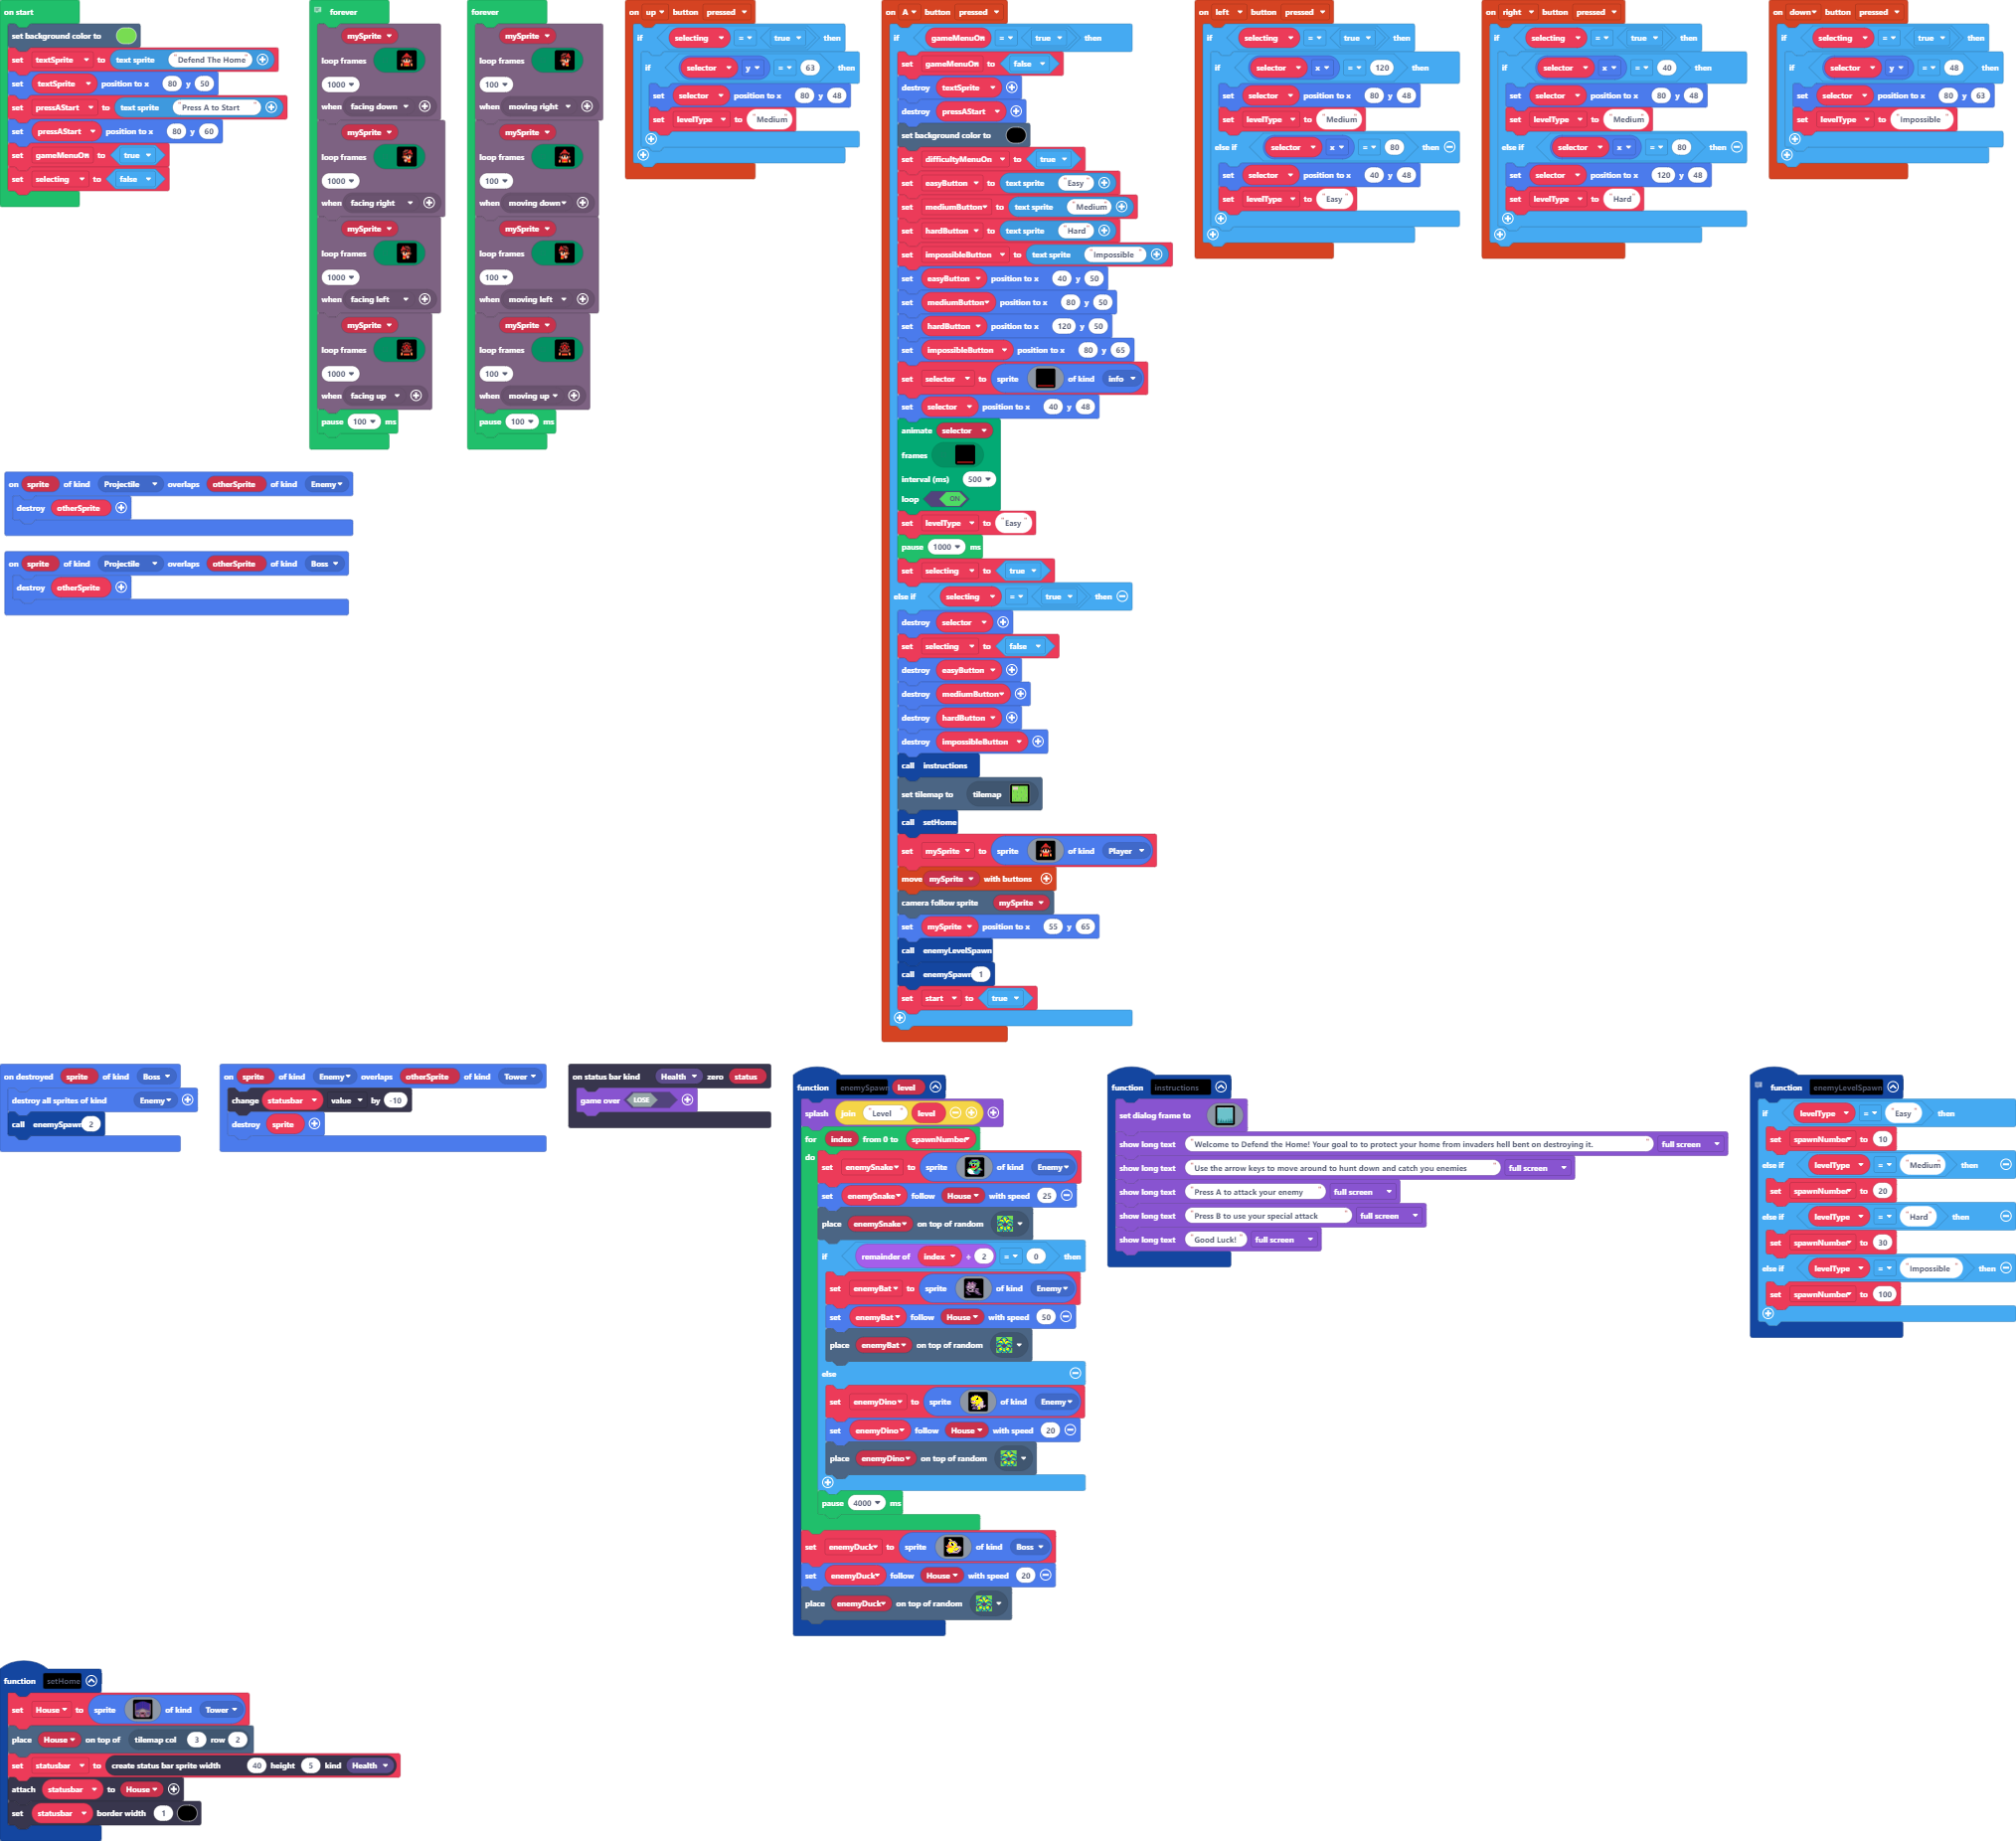 on start
set background color to
set textSprite to text sprite "Defend The Home"
set textSprite position to x 80 y 50
set pressAStart to text sprite "Press A to Start"
set pressAStart position to x 80 y 60
set gameMenuOn to true
set selecting to false
forever
mySprite
loop frames
1000
when facing down
mySprite
loop frames
1000
when facing right
mySprite
loop frames
1000
when facing left
mySprite
loop frames
1000
when facing up
pause 100 ms
forever
mySprite
loop frames
100
when moving right
mySprite
loop frames
100
when moving down
mySprite
loop frames
100
when moving left
mySprite
loop frames
100
when moving up
pause 100 ms
on up button pressed
if selecting = true then
if selector y = 63 then
set selector position to x 80 y 48
set levelType to "Medium"
on A button pressed
if gameMenuOn = true then
set gameMenuOn to false
destroy textSprite
destroy pressAStart
set background color to
set difficultyMenuOn to true
set easyButton to text sprite "Easy"
set mediumButton to text sprite "Medium"
set hardButton to text sprite "Hard"
set impossibleButton to text sprite "Impossible"
set easyButton position to x 40 y 50
set mediumButton position to x 80 y 50
set hardButton position to x 120 y 50
set impossibleButton position to x 80 y 65
set selector to sprite of kind info
set selector position to x 40 y 48
animate selector
frames
interval (ms) 500
loop ON
set levelType to "Easy"
pause 1000 ms
set selecting to true
else if selecting = true then
destroy selector
set selecting to false
destroy easyButton
destroy mediumButton
destroy hardButton
destroy impossibleButton
call instructions
set tilemap to tilemap
call setHome
set mySprite to sprite of kind Player
move mySprite with buttons
camera follow sprite mySprite
set mySprite position to x 55 y 65
call enemyLevelSpawn
call enemySpawn 1
set start to true
on left button pressed
if selecting = true then
if selector x = 120 then
set selector position to x 80 y 48
set levelType to "Medium"
else if selector x = 80 then
set selector position to x 40 y 48
set levelType to "Easy"
on right button pressed
if selecting = true then
if selector x = 40 then
set selector position to x 80 y 48
set levelType to "Medium"
else if selector x = 80 then
set selector position to x 120 y 48
set levelType to "Hard"
on down button pressed
if selecting = true then
if selector y = 48 then
set selector position to x 80 y 63
set levelType to "Impossible"
on sprite of kind Projectile overlaps otherSprite of kind Enemy
destroy otherSprite
on sprite of kind Projectile overlaps otherSprite of kind Boss
destroy otherSprite
on destroyed sprite of kind Boss
destroy all sprites of kind Enemy
call enemySpawn 2
on sprite of kind Enemy overlaps otherSprite of kind Tower
change statusbar value by -10
destroy sprite
on status bar kind Health zero status
game over LOSE
function enemySpawn level
splash join "Level" level
for index from 0 to spawnNumber
do
set enemySnake to sprite of kind Enemy
set enemySnake follow House with speed 25
place enemySnake on top of random
if remainder of index ÷ 2 = 0 then
set enemyBat to sprite of kind Enemy
set enemyBat follow House with speed 50
place enemyBat on top of random
else
set enemyDino to sprite of kind Enemy
set enemyDino follow House with speed 20
place enemyDino on top of random
pause 4000 ms
set enemyDuck to sprite of kind Boss
set enemyDuck follow House with speed 20
place enemyDuck on top of random
function instructions
set dialog frame to
show long text "Welcome to Defend the Home! Your goal to to protect your home from invaders hell bent on destroying it. " full screen
show long text "Use the arrow keys to move around to hunt down and catch you enemies " full screen
show long text "Press A to attack your enemy " full screen
show long text "Press B to use your special attack " full screen
show long text "Good Luck!" full screen
function enemyLevelSpawn
if levelType = "Easy" then
set spawnNumber to 10
else if levelType = "Medium" then
set spawnNumber to 20
else if levelType = "Hard" then
set spawnNumber to 30
else if levelType = "Impossible" then
set spawnNumber to 100
function setHome
set House to sprite of kind Tower
place House on top of tilemap col 3 row 2
set statusbar to create status bar sprite width 40 height 5 kind Health
attach statusbar to House
set statusbar border width 1